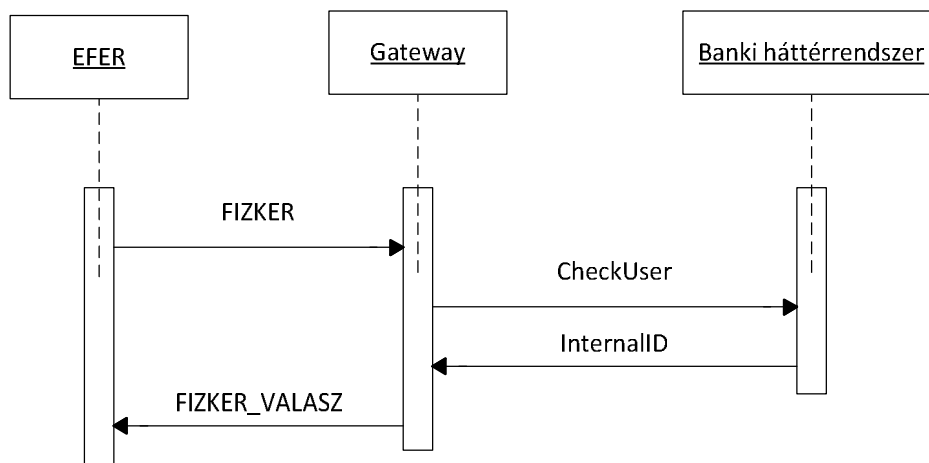 EFER
Gateway
Banki háttérrendszer
FIZKER
CheckUser
InternalID
FIZKER_VALASZ